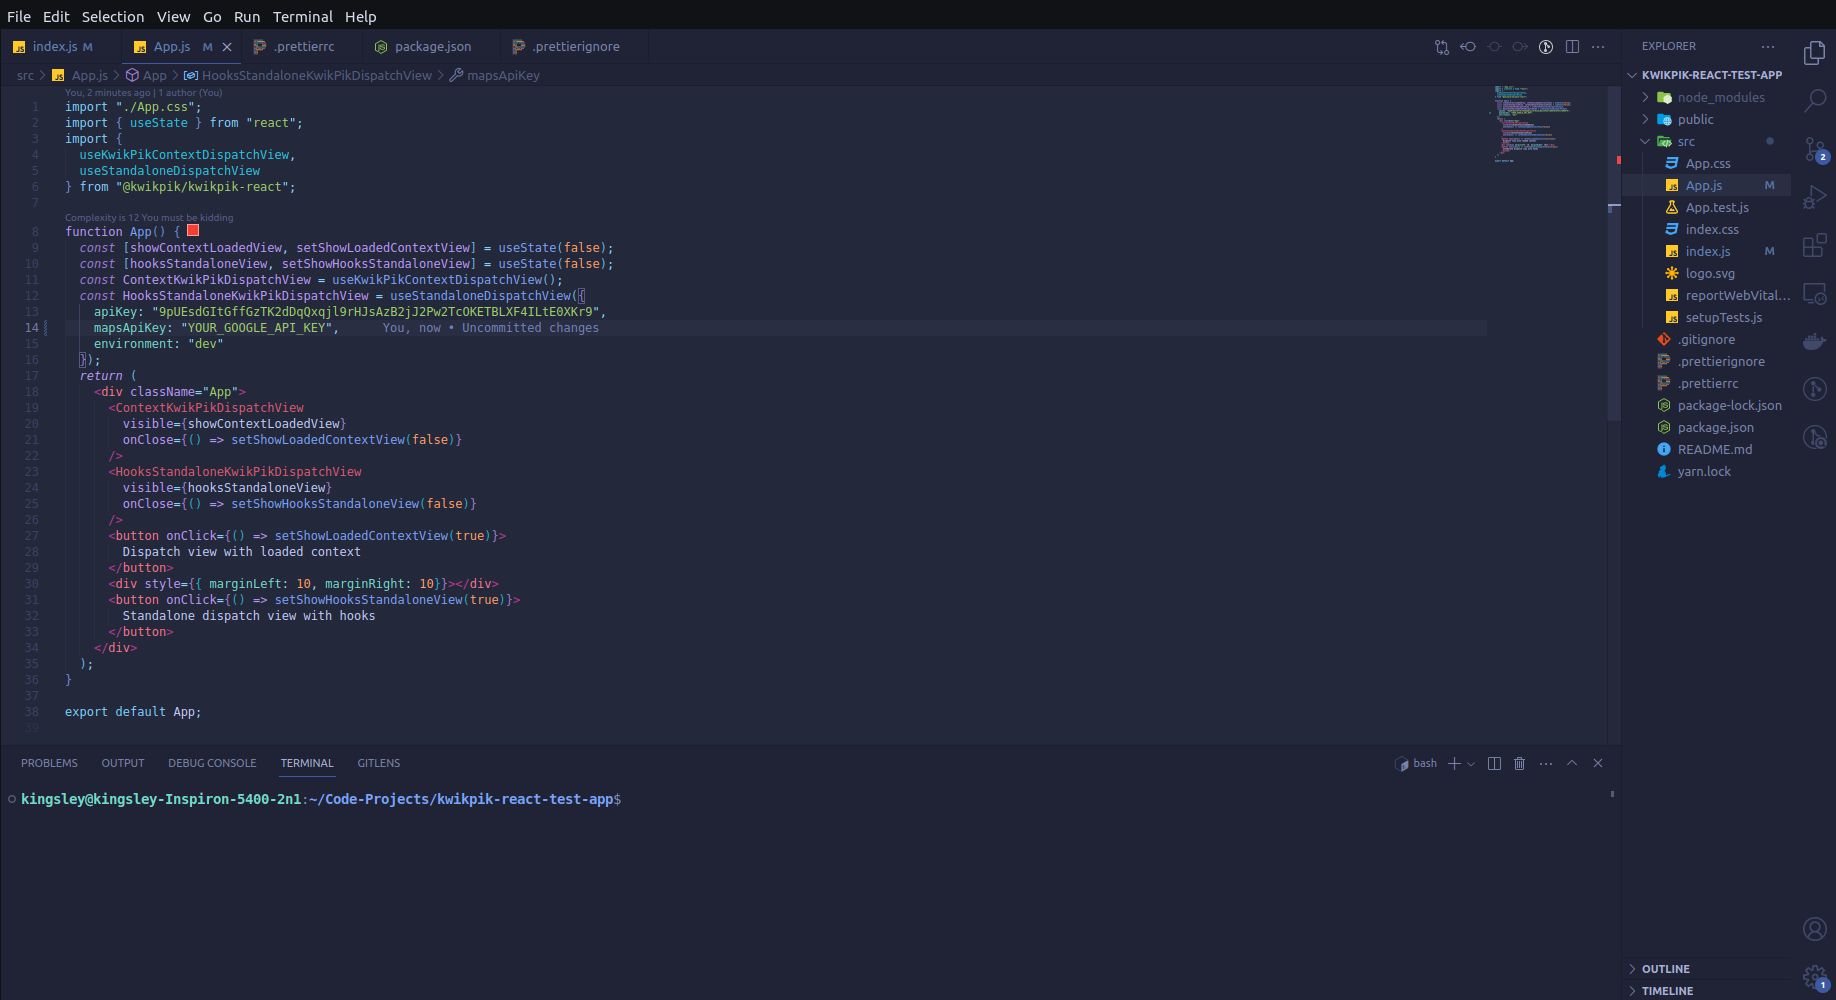 File Edit Selection View Go Run Terminal Help
index.js M App.js M .prettierrc package.json .prettierignore
src > App.js > App > HooksStandaloneKwikPikDispatchView > mapsApiKey
You, 2 minutes ago | 1 author (You)
1 import "./App.css";
2 import { useState } from "react";
3 import {
4 useKwikPikContextDispatchView,
5 useStandaloneDispatchView
6 } from "@kwikpik/kwikpik-react";
7
Complexity is 12 You must be kidding
8 function App() {
9 const [showContextLoadedView, setShowLoadedContextView] = useState(false);
10 const [hooksStandaloneView, setShowHooksStandaloneView] = useState(false);
11 const ContextKwikPikDispatchView = useKwikPikContextDispatchView();
12 const HooksStandaloneKwikPikDispatchView = useStandaloneDispatchView({
13 apiKey: "9pUEsdGItGffGzTK2dDqQxqjl9rHJsAzB2jJ2Pw2TcOKETBLXF4ILtE0XKr9",
14 mapsApiKey: "YOUR_GOOGLE_API_KEY", You, now • Uncommitted changes
15 environment: "dev"
16 });
17 return (
18 <div className="App">
19 <ContextKwikPikDispatchView
20 visible={showContextLoadedView}
21 onClose={() => setShowLoadedContextView(false)}
22 />
23 <HooksStandaloneKwikPikDispatchView
24 visible={hooksStandaloneView}
25 onClose={() => setShowHooksStandaloneView(false)}
26 />
27 <button onClick={() => setShowLoadedContextView(true)}>
28 Dispatch view with loaded context
29 </button>
30 <div style={{ marginLeft: 10, marginRight: 10}}></div>
31 <button onClick={() => setShowHooksStandaloneView(true)}>
32 Standalone dispatch view with hooks
33 </button>
34 </div>
35 );
36 }
37
38 export default App;
39
PROBLEMS OUTPUT DEBUG CONSOLE TERMINAL GITLENS
bash
kingsley@kingsley-Inspiron-5400-2n1:~/Code-Projects/kwikpik-react-test-app$
EXPLORER
KWIKPIK-REACT-TEST-APP
node_modules
public
src
App.css
App.js M
App.test.js
index.css
index.js M
logo.svg
reportWebVital...
setupTests.js
.gitignore
.prettierignore
.prettierrc
package-lock.json
package.json
README.md
yarn.lock
OUTLINE
TIMELINE
2
1